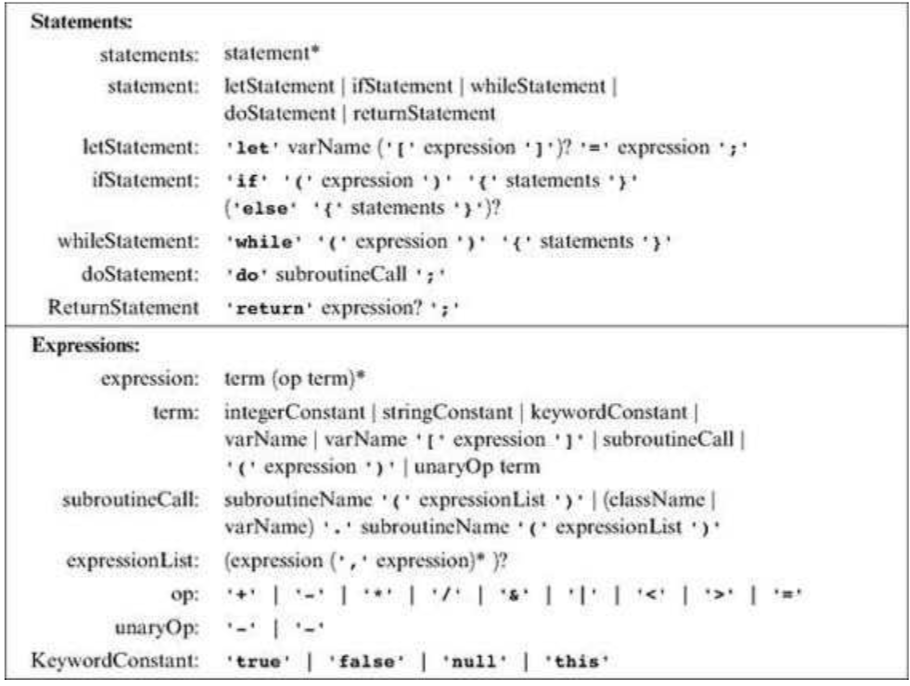 Statements:
statements: statement*
statement: letStatement | ifStatement | whileStatement |
doStatement | returnStatement
letStatement: 'let' varName ('[' expression ']')? '=' expression ';'
ifStatement: 'if' '(' expression ')' '{' statements '}'
('else' '{' statements '}')?
whileStatement: 'while' '(' expression ')' '{' statements '}'
doStatement: 'do' subroutineCall ';'
ReturnStatement 'return' expression? ';'
Expressions:
expression: term (op term)*
term: integerConstant | stringConstant | keywordConstant |
varName | varName '[' expression ']' | subroutineCall |
'(' expression ')' | unaryOp term
subroutineCall: subroutineName '(' expressionList ')' | (className |
varName) '.' subroutineName '(' expressionList ')'
expressionList: (expression (',' expression)* )?
op: '+' | '-' | '*' | '/' | '&' | '|' | '<' | '>' | '='
unaryOp: '-' | '~'
KeywordConstant: 'true' | 'false' | 'null' | 'this'